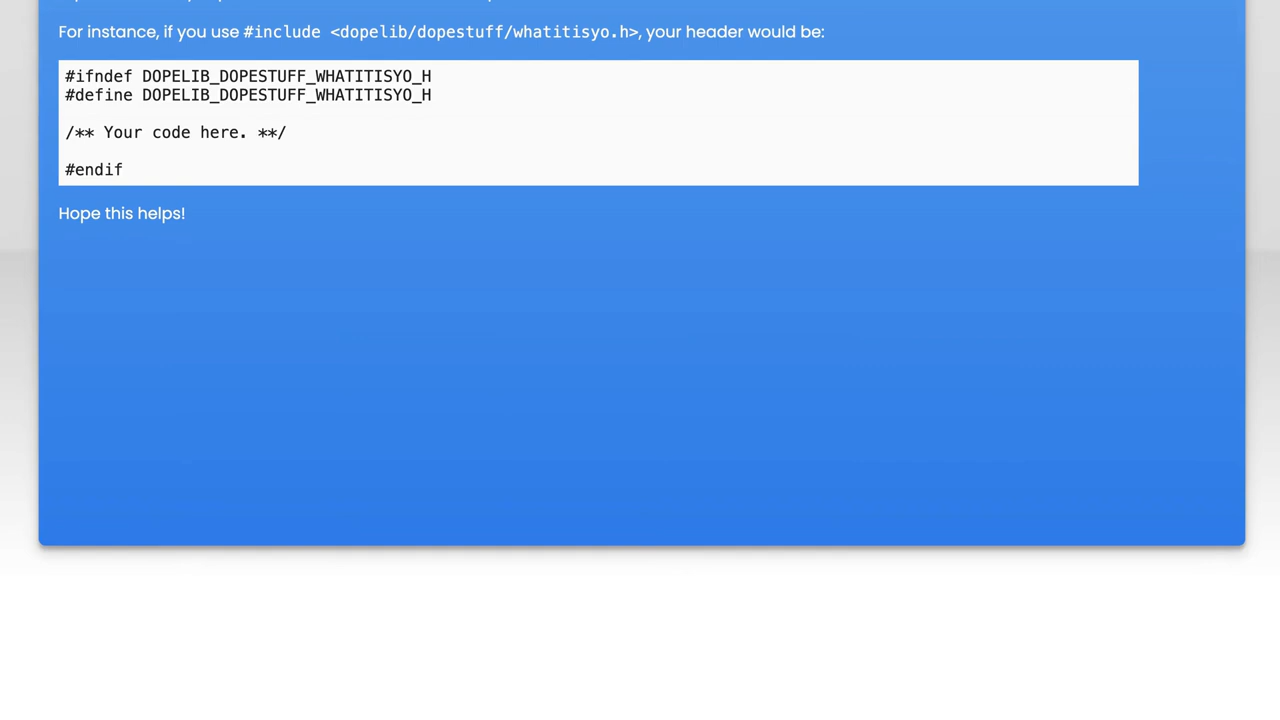 For instance, if you use #include <dopelib/dopestuff/whatitisyo.h>, your header would be:
#ifndef DOPELIB_DOPESTUFF_WHATITISYO_H
#define DOPELIB_DOPESTUFF_WHATITISYO_H
/** Your code here. **/
#endif
Hope this helps!